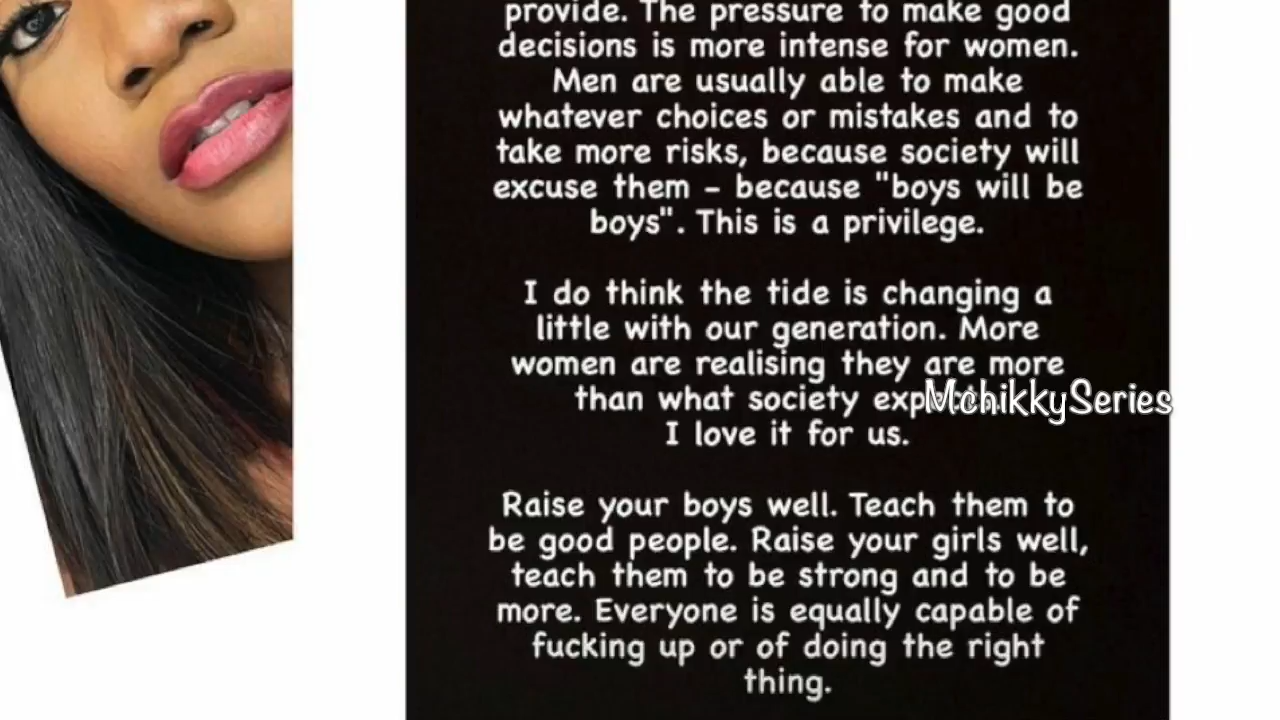 provide. The pressure to make good
decisions is more intense for women.
Men are usually able to make
whatever choices or mistakes and to
take more risks, because society will
excuse them - because "boys will be
boys". This is a privilege.
I do think the tide is changing a
little with our generation. More
women are realising they are more
than what society
MchikkySeries
I love it for us.
Raise your boys well. Teach them to
be good people. Raise your girls well,
teach them to be strong and to be
more. Everyone is equally capable of
fucking up or of doing the right
thing.